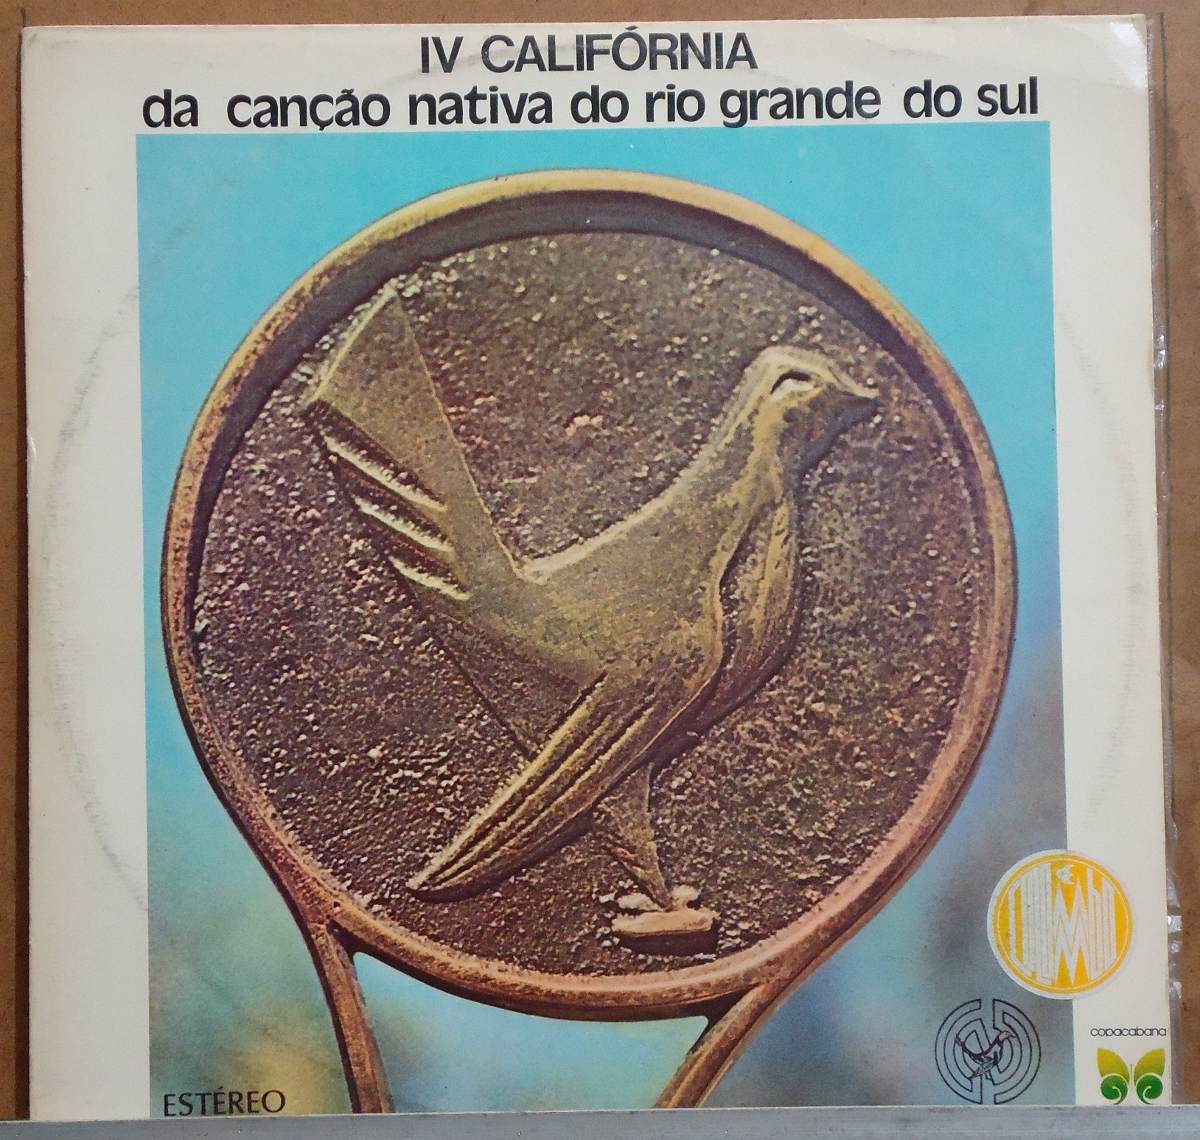 IV CALIFÓRNIA
da canção nativa do rio grande do sul
copacabana
ESTÉREO